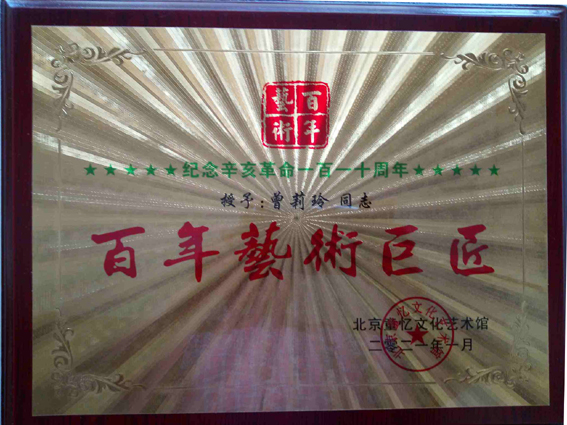 百年
藝術
★★★★★纪念辛亥革命一百一十周年★★★★★
授予:曾莉玲 同志
百年藝術巨匠
北京童忆文化艺术馆
二〇二一年一月